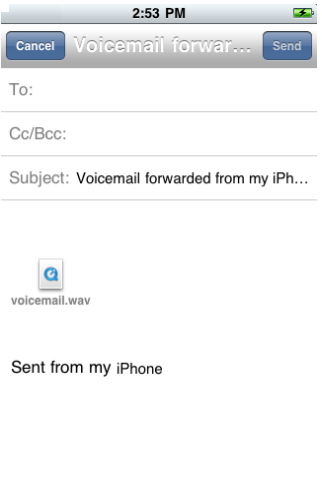 2:53 PM
Cancel Voicemail forwar... Send
To:
Cc/Bcc:
Subject: Voicemail forwarded from my iPh...
voicemail.wav
Sent from my iPhone